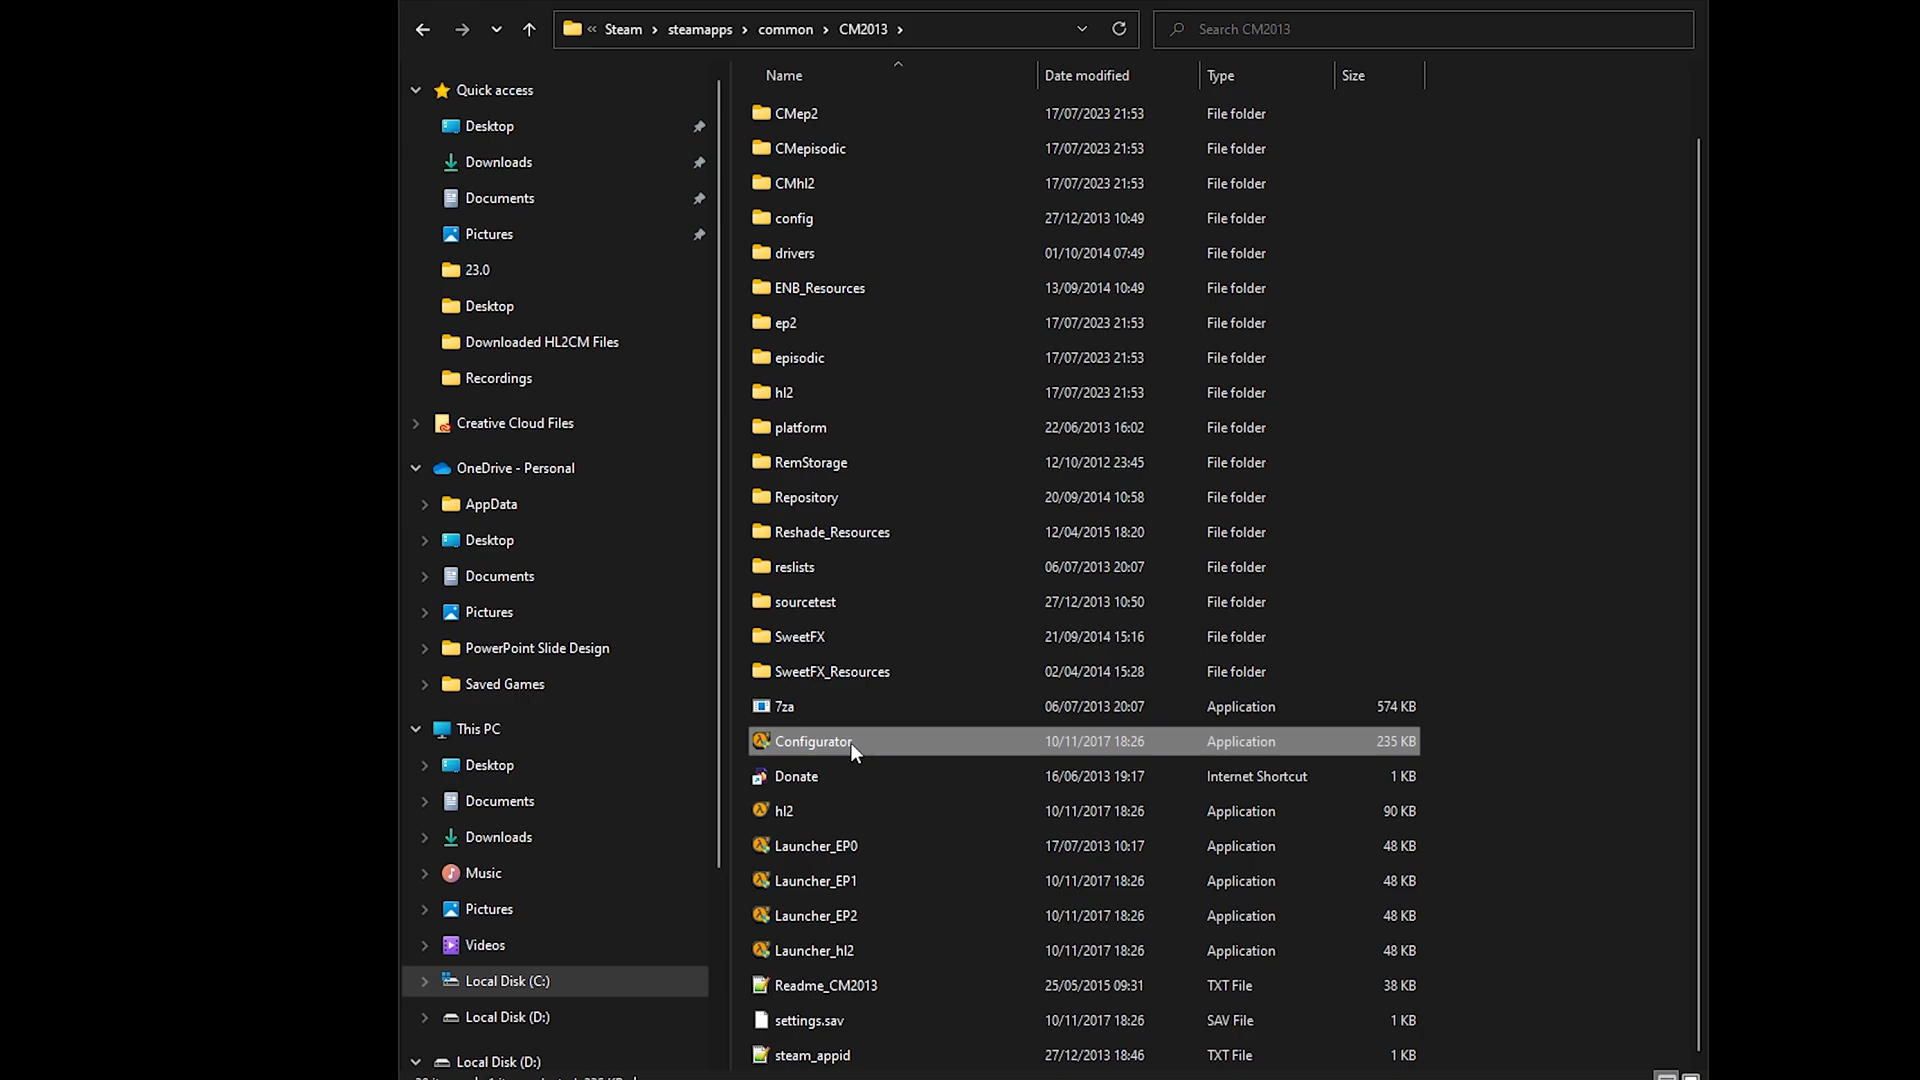 « Steam › steamapps › common › CM2013 ›
Search CM2013
Quick access
Desktop
Downloads
Documents
Pictures
23.0
Desktop
Downloaded HL2CM Files
Recordings
Creative Cloud Files
OneDrive - Personal
AppData
Desktop
Documents
Pictures
PowerPoint Slide Design
Saved Games
This PC
Desktop
Documents
Downloads
Music
Pictures
Videos
Local Disk (C:)
Local Disk (D:)
Local Disk (D:)
Name Date modified Type Size
CMep2 17/07/2023 21:53 File folder
CMepisodic 17/07/2023 21:53 File folder
CMhl2 17/07/2023 21:53 File folder
config 27/12/2013 10:49 File folder
drivers 01/10/2014 07:49 File folder
ENB_Resources 13/09/2014 10:49 File folder
ep2 17/07/2023 21:53 File folder
episodic 17/07/2023 21:53 File folder
hl2 17/07/2023 21:53 File folder
platform 22/06/2013 16:02 File folder
RemStorage 12/10/2012 23:45 File folder
Repository 20/09/2014 10:58 File folder
Reshade_Resources 12/04/2015 18:20 File folder
reslists 06/07/2013 20:07 File folder
sourcetest 27/12/2013 10:50 File folder
SweetFX 21/09/2014 15:16 File folder
SweetFX_Resources 02/04/2014 15:28 File folder
7za 06/07/2013 20:07 Application 574 KB
Configurator 10/11/2017 18:26 Application 235 KB
Donate 16/06/2013 19:17 Internet Shortcut 1 KB
hl2 10/11/2017 18:26 Application 90 KB
Launcher_EP0 17/07/2013 10:17 Application 48 KB
Launcher_EP1 10/11/2017 18:26 Application 48 KB
Launcher_EP2 10/11/2017 18:26 Application 48 KB
Launcher_hl2 10/11/2017 18:26 Application 48 KB
Readme_CM2013 25/05/2015 09:31 TXT File 38 KB
settings.sav 10/11/2017 18:26 SAV File 1 KB
steam_appid 27/12/2013 18:46 TXT File 1 KB